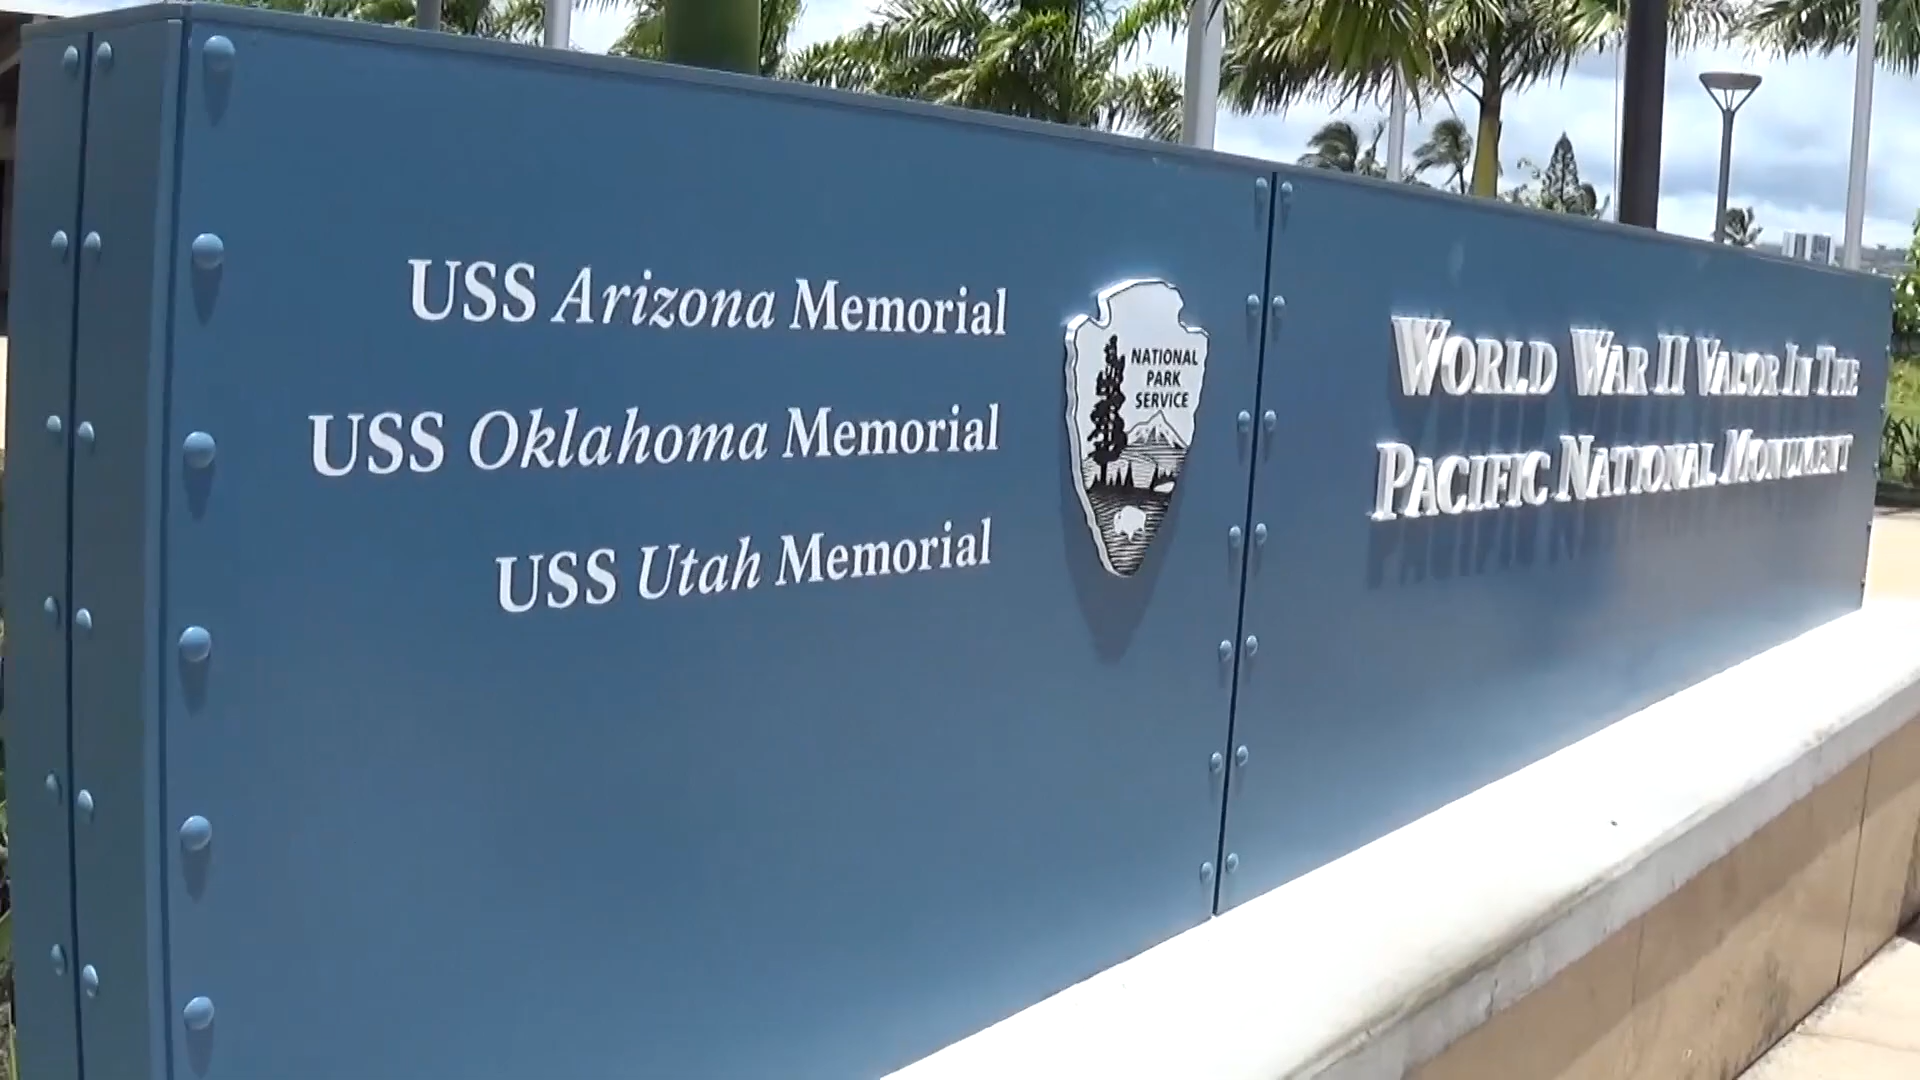 USS Arizona Memorial
USS Oklahoma Memorial
USS Utah Memorial
NATIONAL
PARK
SERVICE
WORLD WAR II VALOR IN THE
PACIFIC NATIONAL MONUMENT